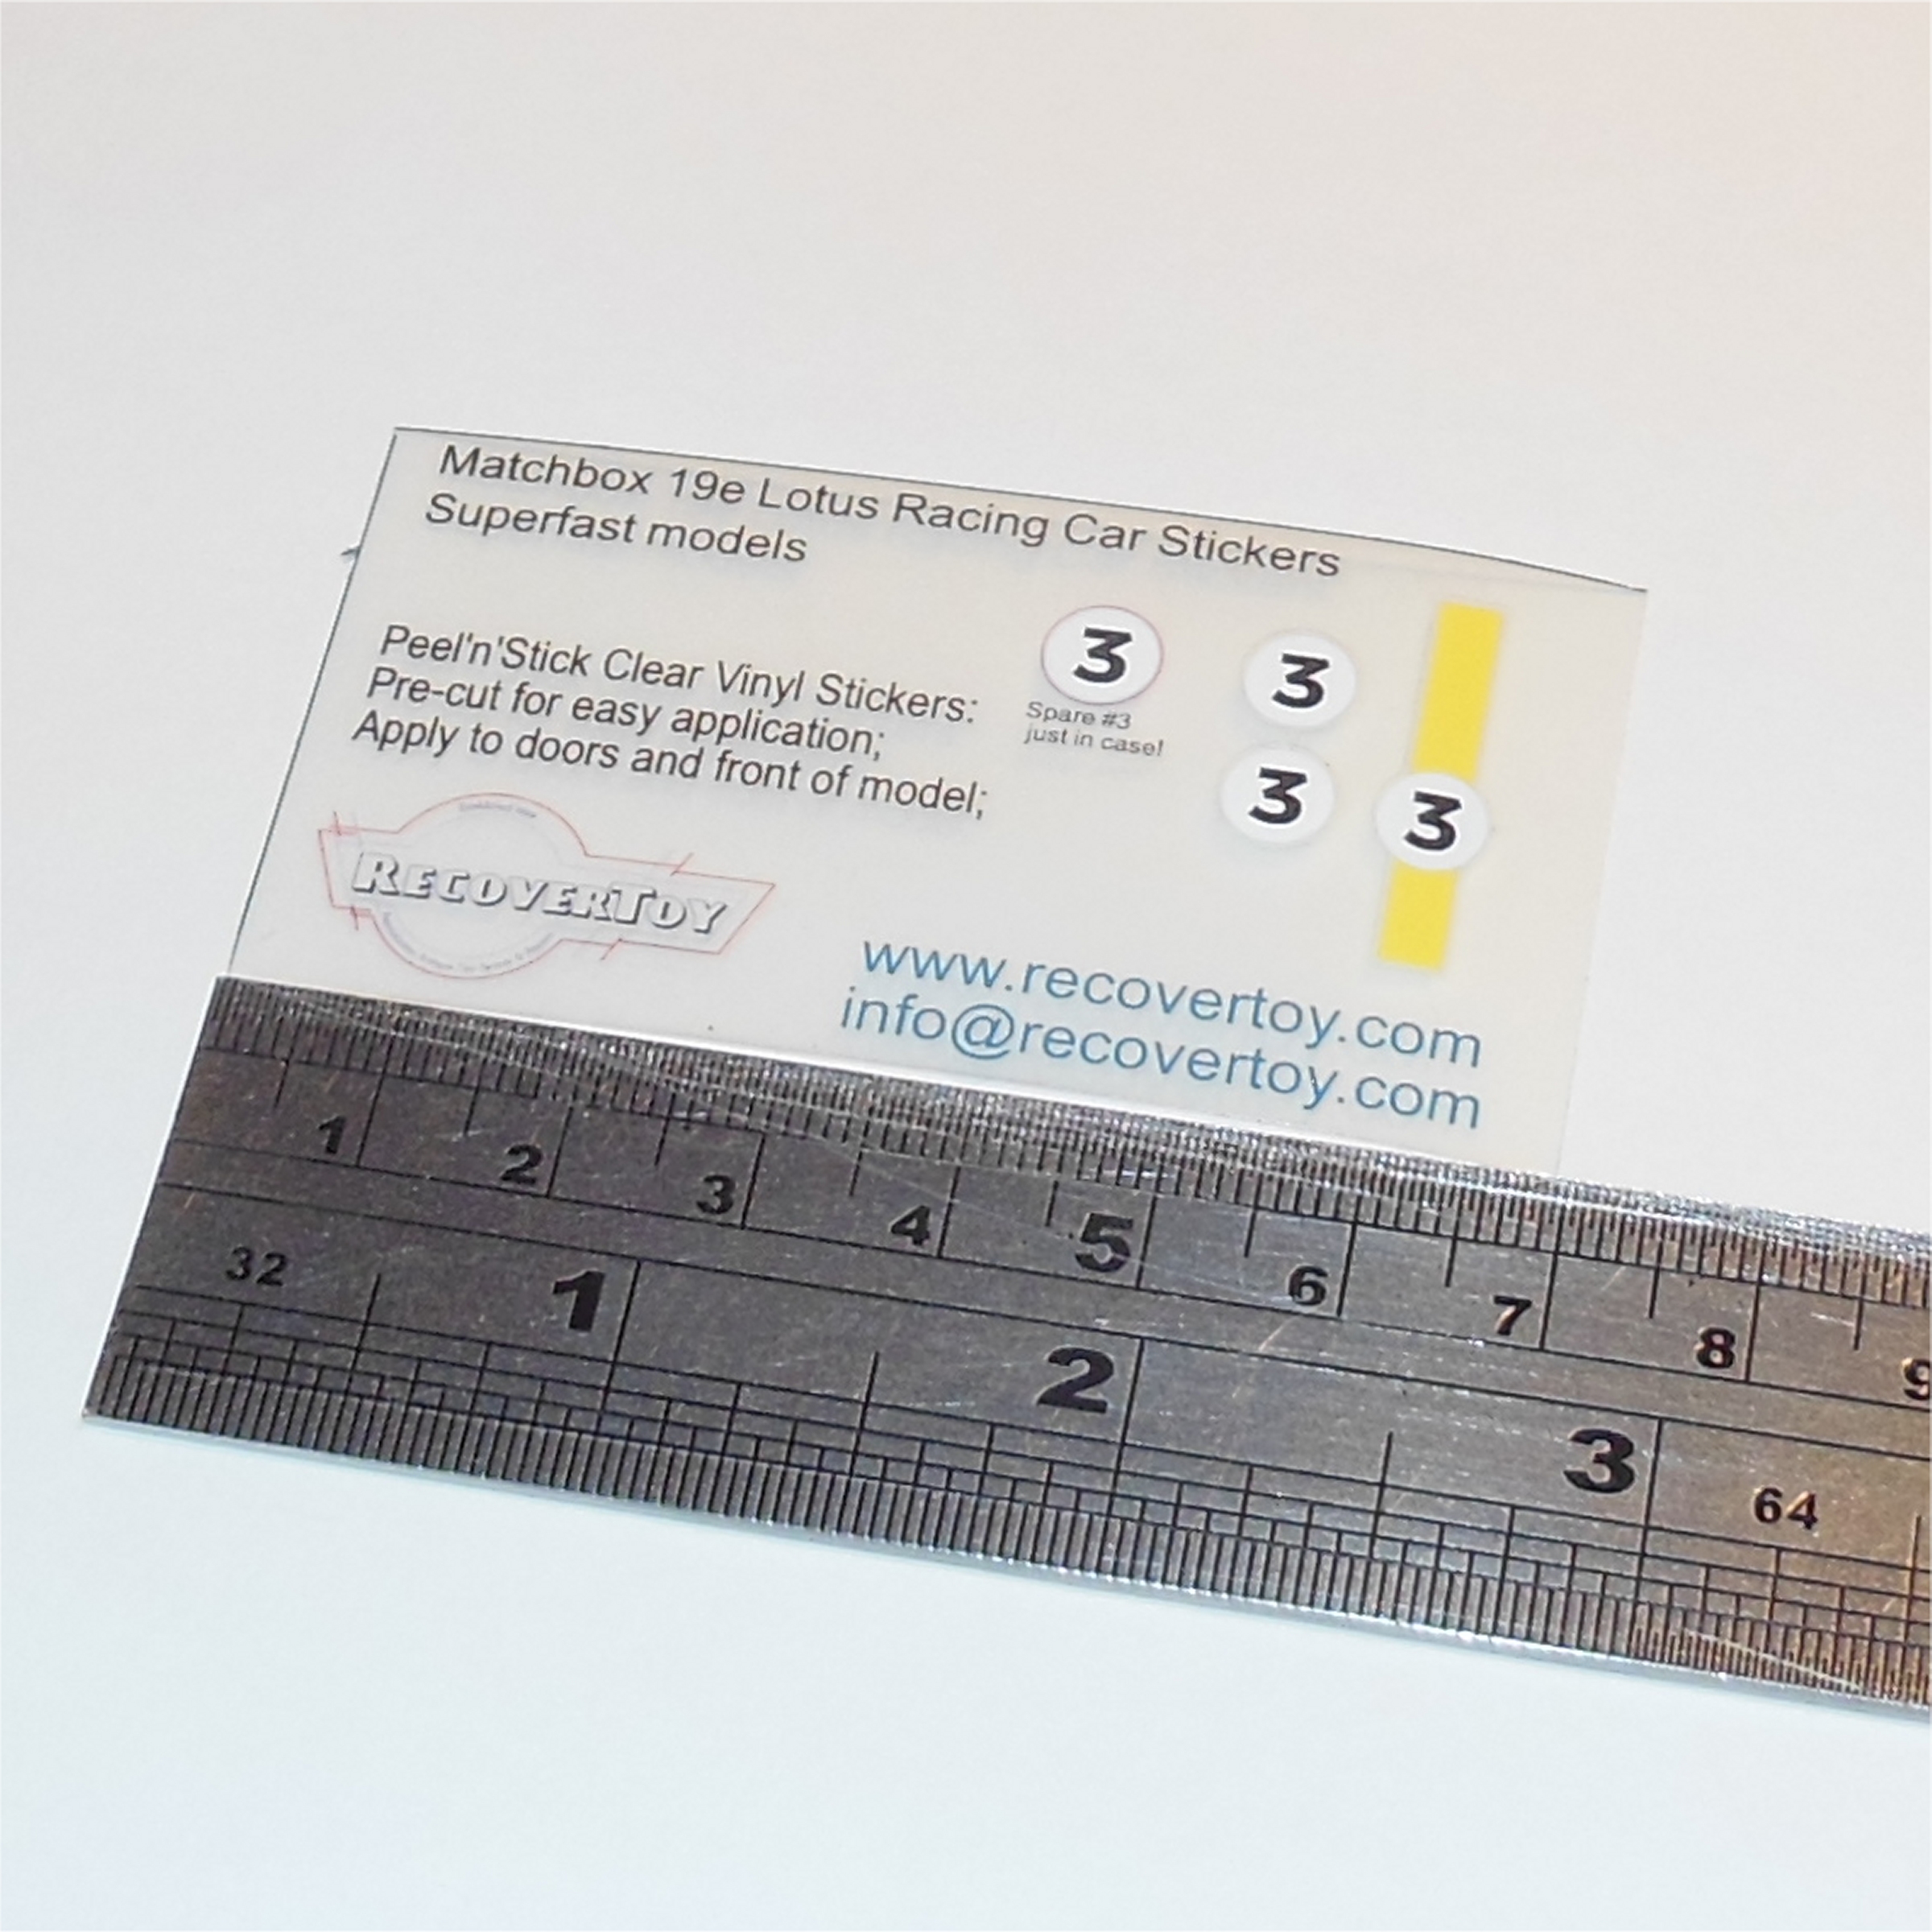 Matchbox 19e Lotus Racing Car Stickers
Superfast models
Peel'n'Stick Clear Vinyl Stickers:
Pre-cut for easy application;
Apply to doors and front of model;
3
Spare #3
just in case!
3
3
3
RECOVERTOY
www.recovertoy.com
info@recovertoy.com
1 2 3 4 5 6 7 8 9
32 1 2 3 64